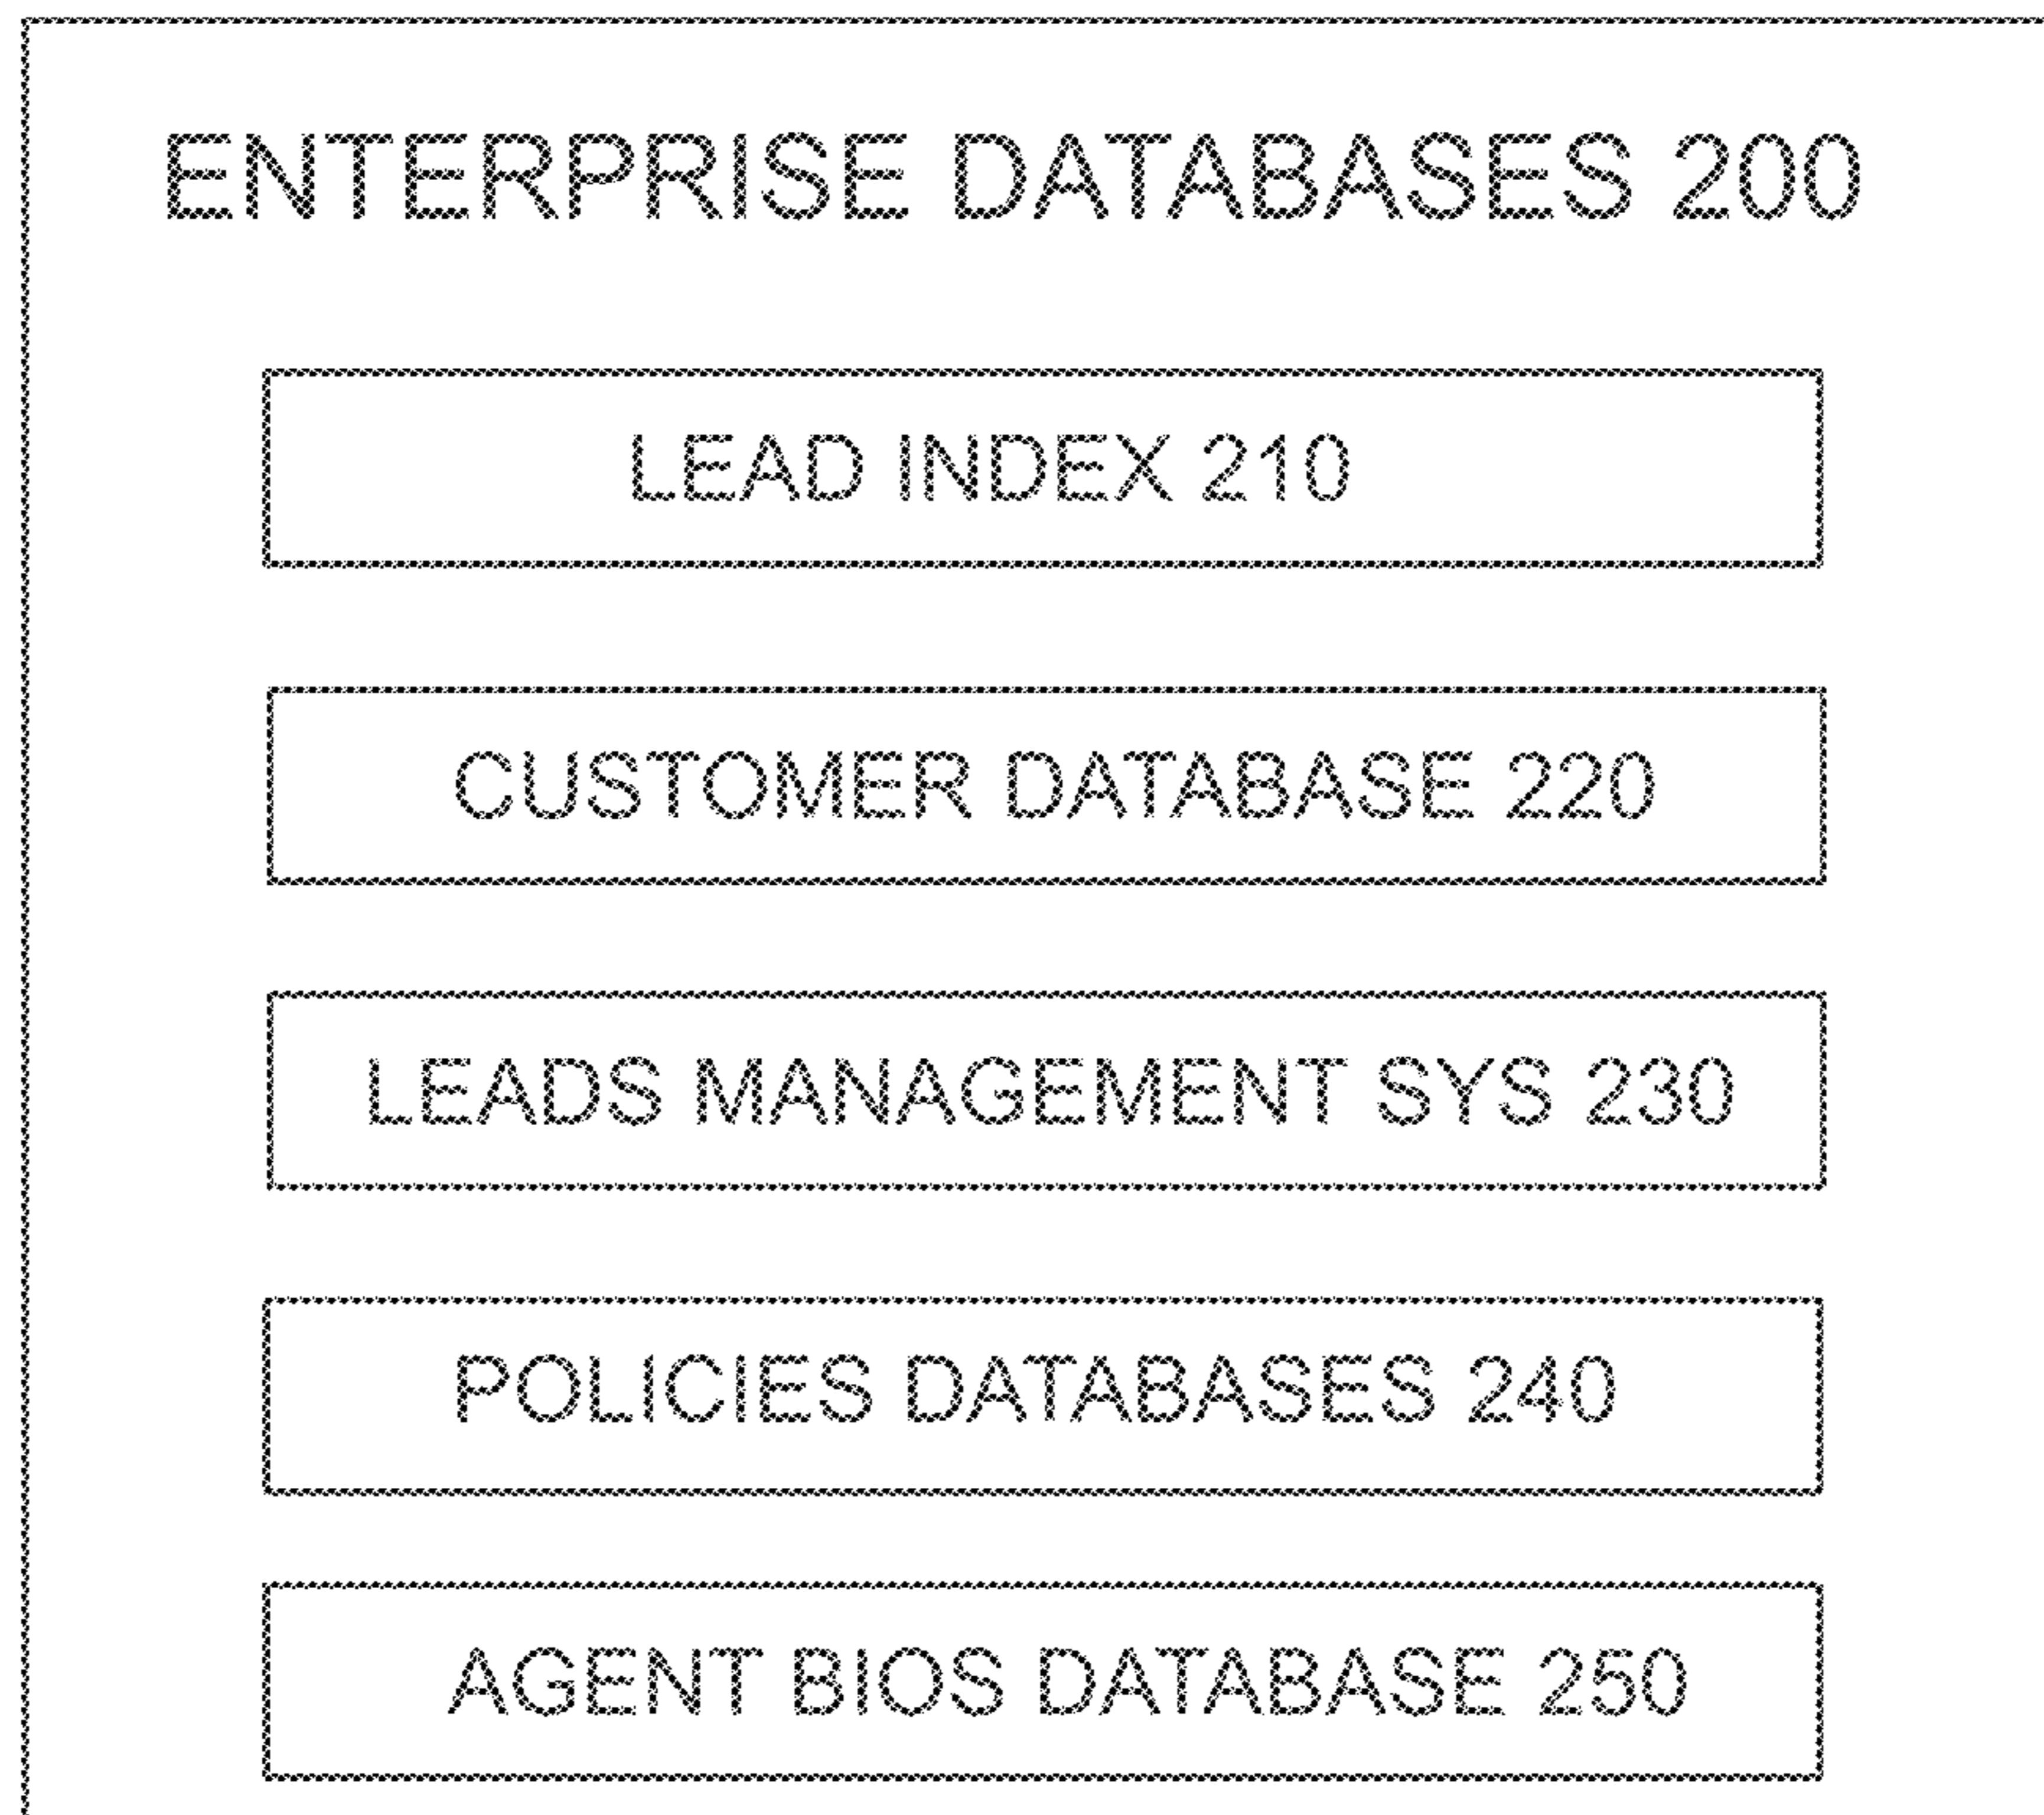 ENTERPRISE DATABASES 200
LEAD INDEX 210
CUSTOMER DATABASE 220
LEADS MANAGEMENT SYS 230
POLICIES DATABASES 240
AGENT BIOS DATABASE 250